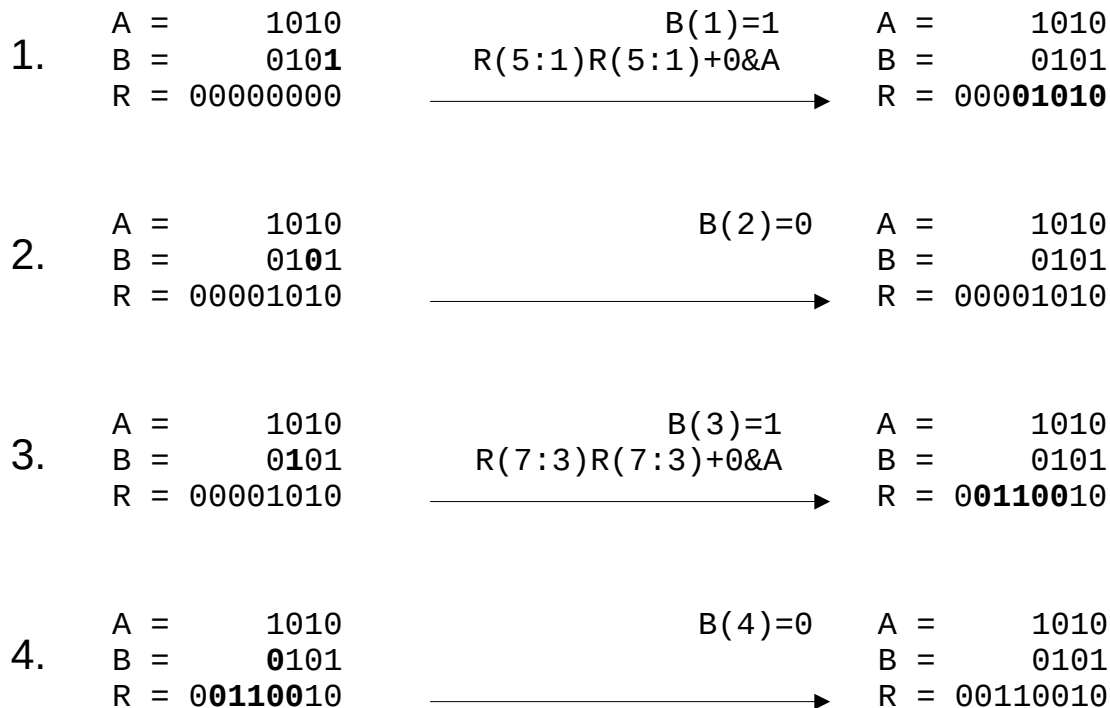 1.
A = 1010 B(1)=1 A = 1010
B = 0101 R(5:1)R(5:1)+0&A B = 0101
R = 00000000 R = 00001010
2.
A = 1010 B(2)=0 A = 1010
B = 0101 B = 0101
R = 00001010 R = 00001010
3.
A = 1010 B(3)=1 A = 1010
B = 0101 R(7:3)R(7:3)+0&A B = 0101
R = 00001010 R = 00110010
4.
A = 1010 B(4)=0 A = 1010
B = 0101 B = 0101
R = 00110010 R = 00110010